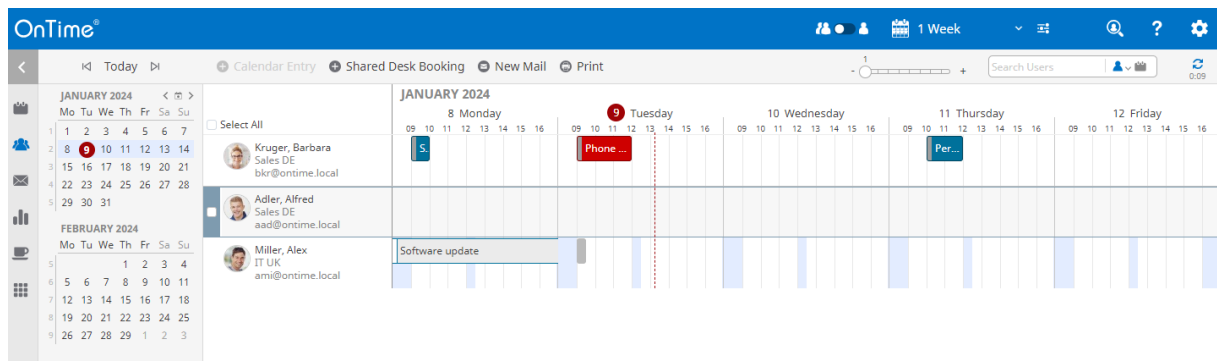 OnTime®
1 Week
?
Today
Calendar Entry
Shared Desk Booking
New Mail
Print
1
- +
Search Users
0:09
JANUARY 2024
Mo Tu We Th Fr Sa Su
1 1 2 3 4 5 6 7
2 8 9 10 11 12 13 14
3 15 16 17 18 19 20 21
4 22 23 24 25 26 27 28
5 29 30 31
FEBRUARY 2024
Mo Tu We Th Fr Sa Su
5 1 2 3 4
6 5 6 7 8 9 10 11
7 12 13 14 15 16 17 18
8 19 20 21 22 23 24 25
9 26 27 28 29 1 2 3
Select All
JANUARY 2024
8 Monday
9 Tuesday
10 Wednesday
11 Thursday
12 Friday
09 10 11 12 13 14 15 16
09 10 11 12 13 14 15 16
09 10 11 12 13 14 15 16
09 10 11 12 13 14 15 16
09 10 11 12 13 14 15 16
Kruger, Barbara
Sales DE
bkr@ontime.local
S.
Phone ...
Per...
Adler, Alfred
Sales DE
aad@ontime.local
Miller, Alex
IT UK
ami@ontime.local
Software update